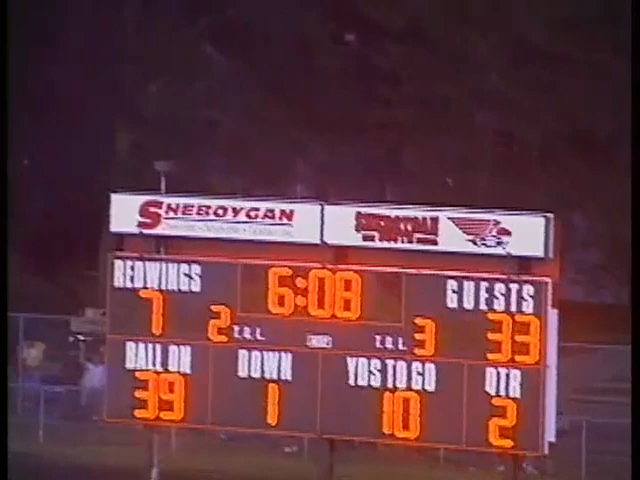 SHEBOYGAN
REDWINGS 6:08 GUESTS
7 2 T.O.L. T.O.L. 3 33
BALL ON DOWN YDS TO GO QTR
39 1 10 2